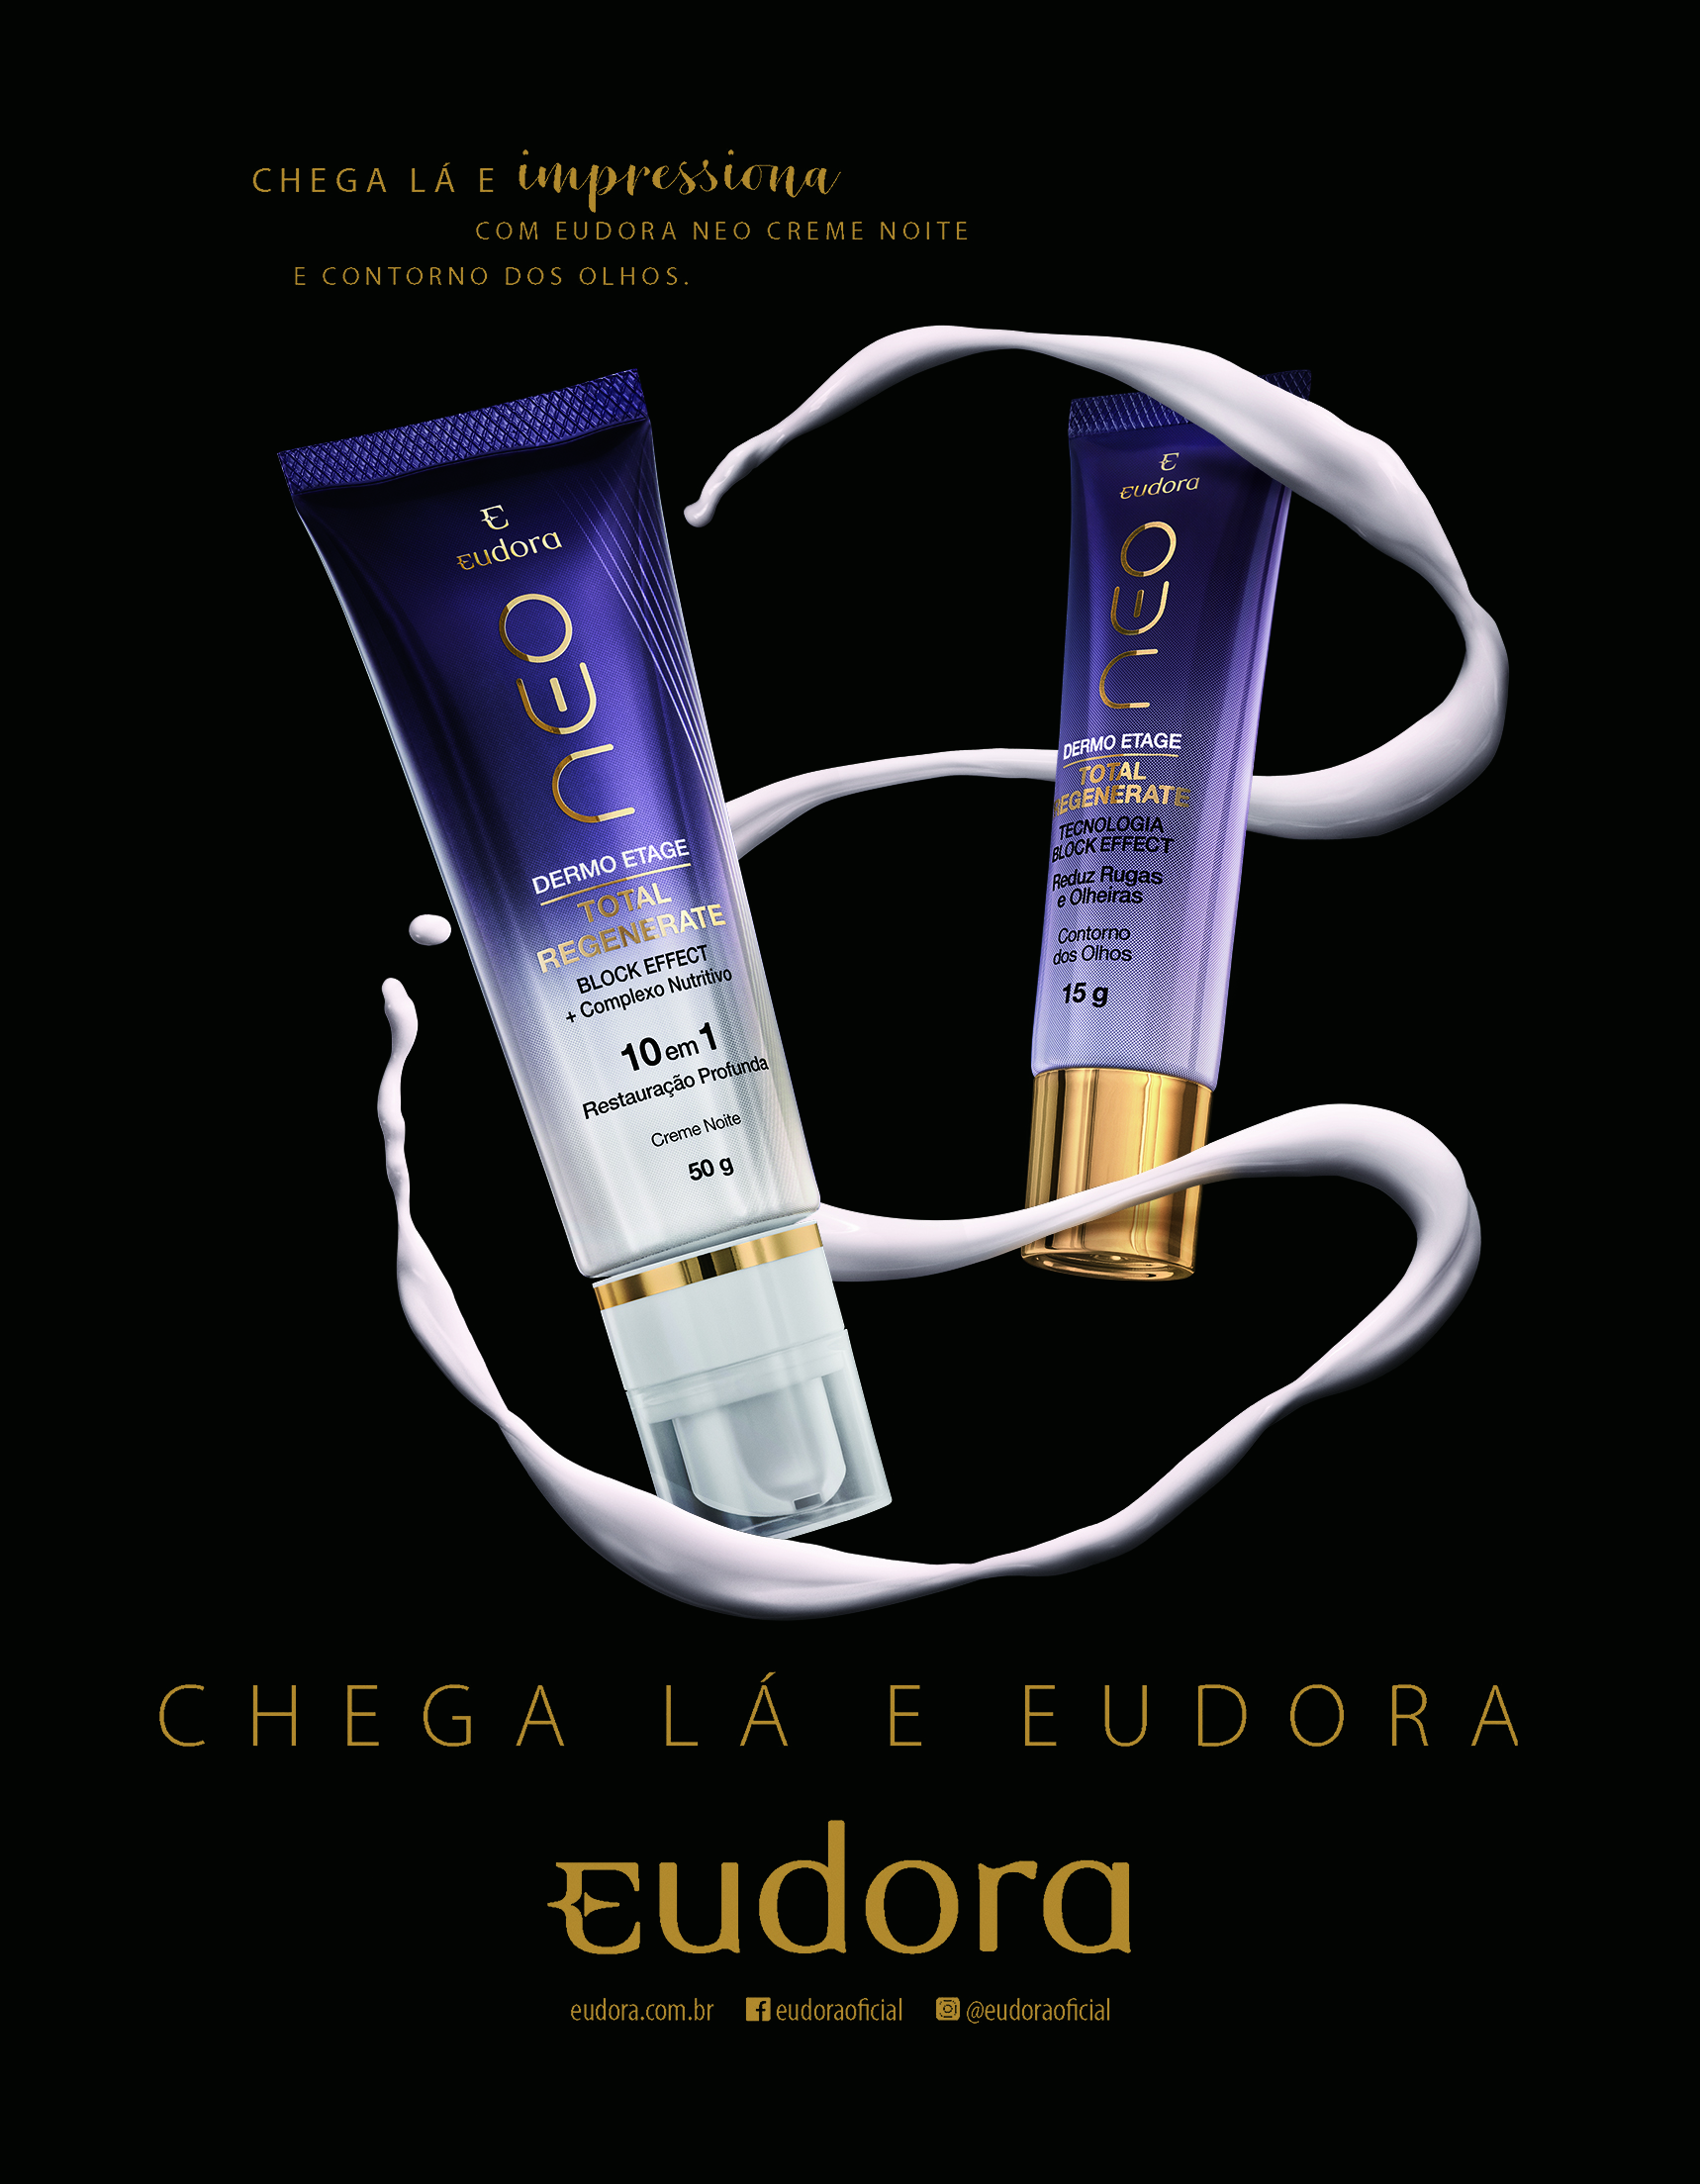 CHEGA LÁ E impressiona
COM EUDORA NEO CREME NOITE
E CONTORNO DOS OLHOS.
E
eudora
neo
DERMO ETAGE
TOTAL
REGENERATE
BLOCK EFFECT
+ Complexo Nutritivo
10 em 1
Restauração Profunda
Creme Noite
50 g
E
eudora
neo
DERMO ETAGE
TOTAL
REGENERATE
TECNOLOGIA
BLOCK EFFECT
Reduz Rugas
e Olheiras
Contorno
dos Olhos
15 g
CHEGA LÁ E EUDORA
eudora
eudora.com.br eudoraoficial @eudoraoficial